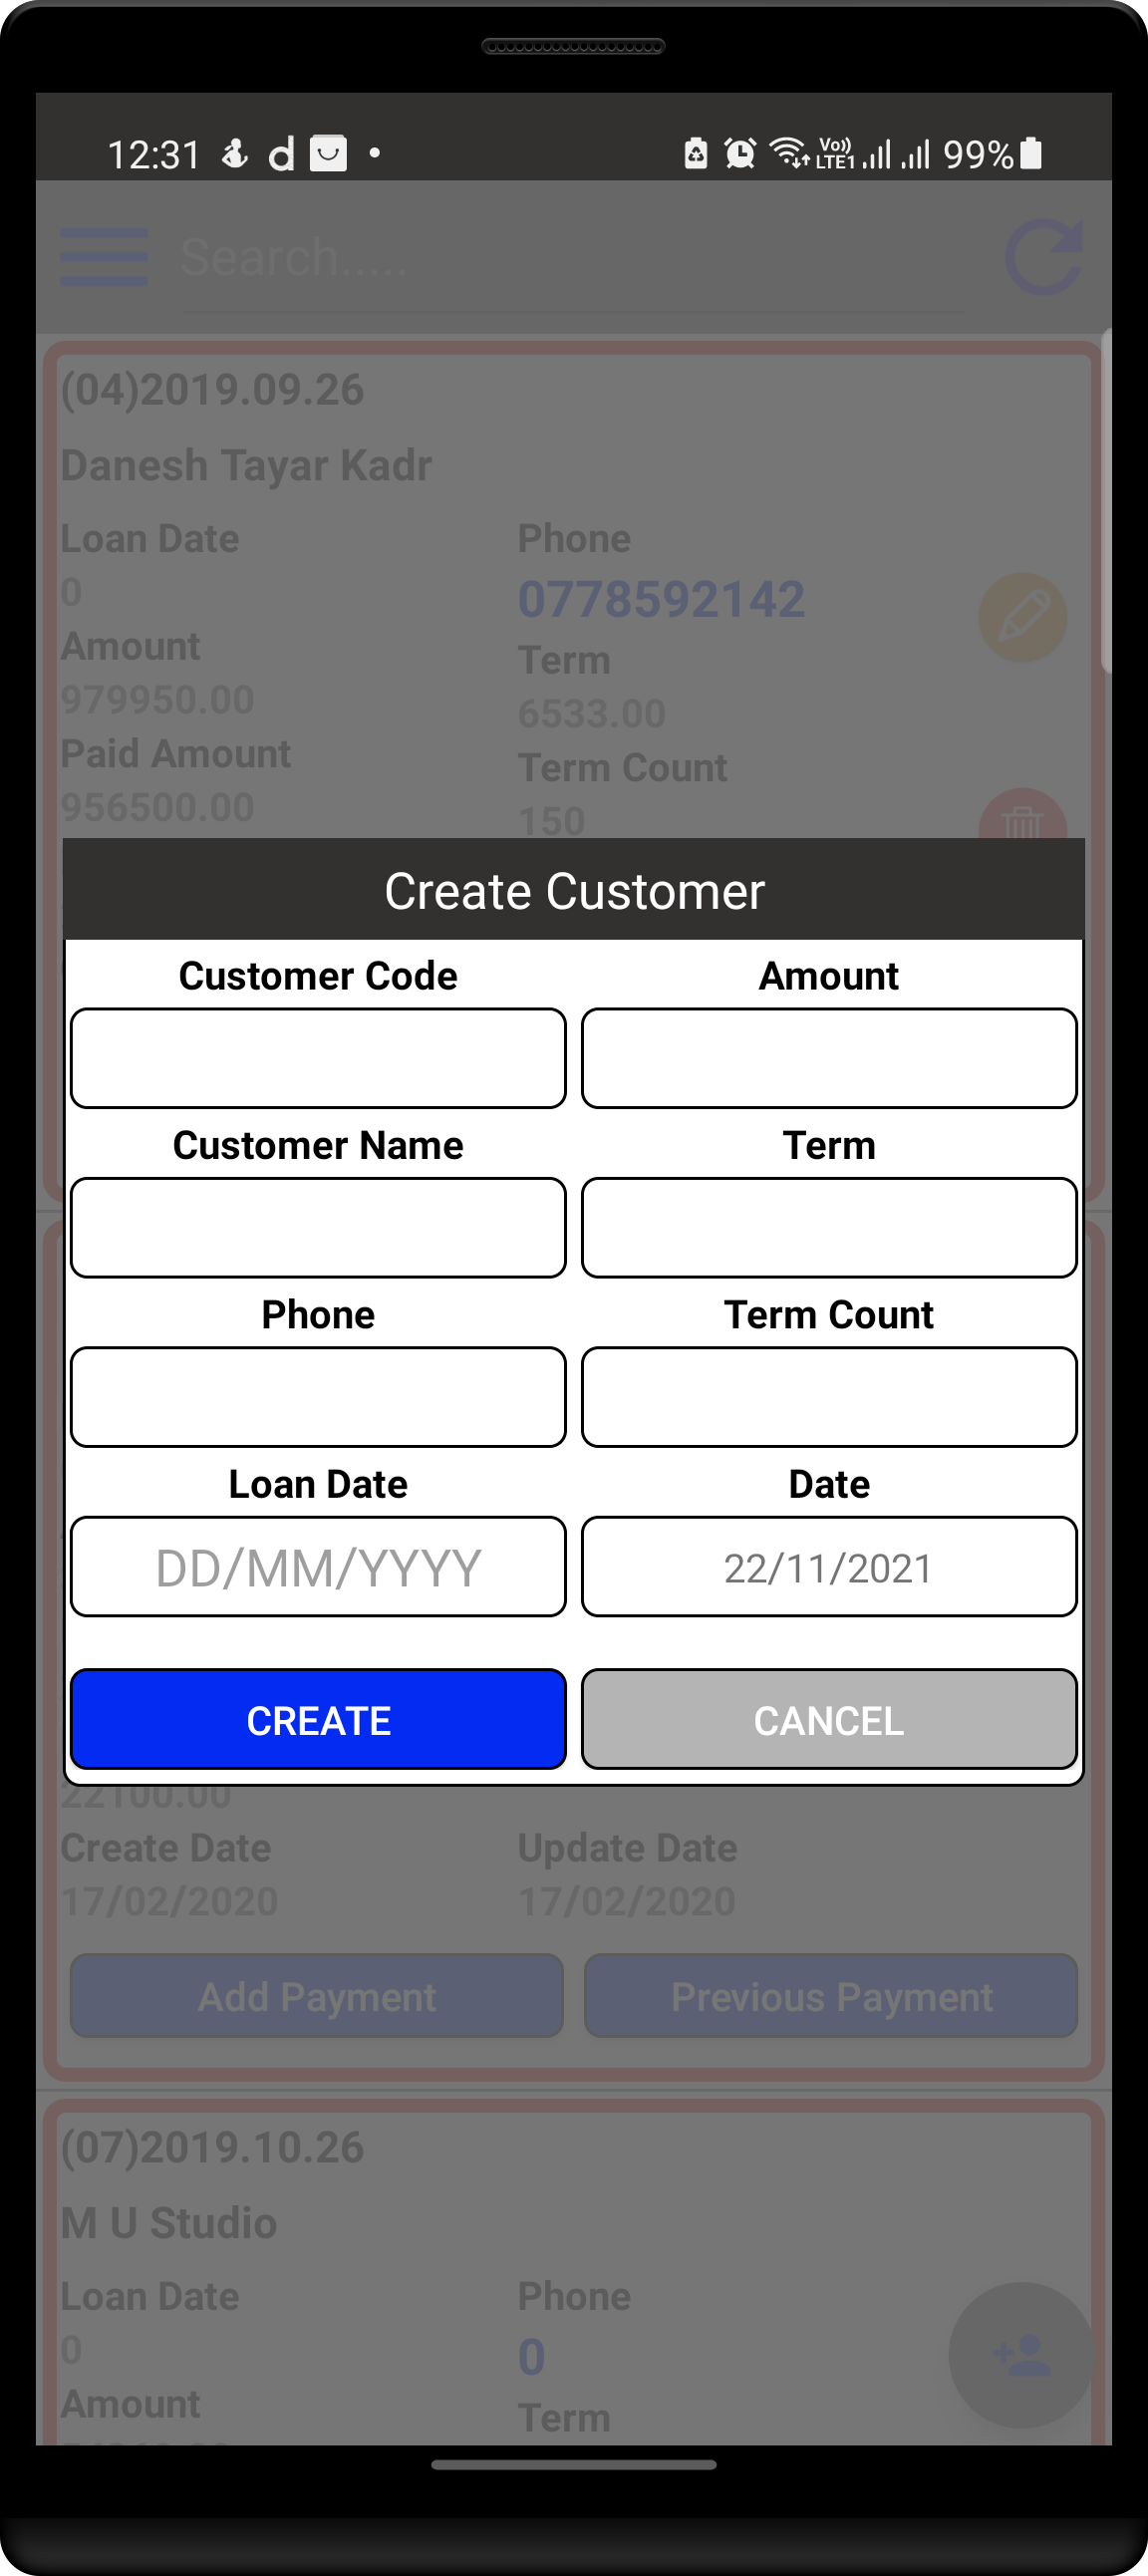 12:31 d Vo)) LTE1 99%
Search.....
(04)2019.09.26
Danesh Tayar Kadr
Loan Date Phone
0 0778592142
Amount Term
979950.00 6533.00
Paid Amount Term Count
956500.00 150
Create Customer
Customer Code Amount
Customer Name Term
Phone Term Count
Loan Date Date
DD/MM/YYYY 22/11/2021
CREATE CANCEL
22100.00
Create Date Update Date
17/02/2020 17/02/2020
Add Payment Previous Payment
(07)2019.10.26
M U Studio
Loan Date Phone
0 0
Amount Term